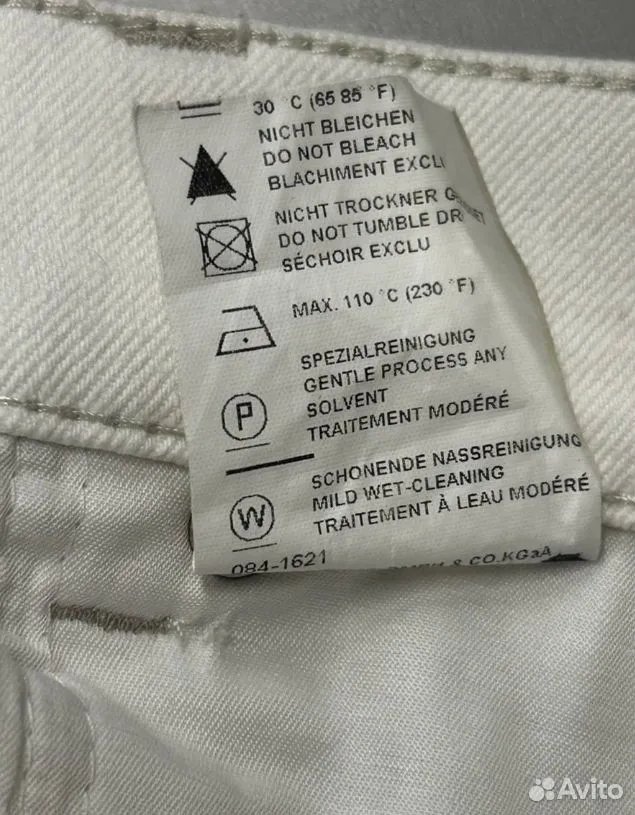 30 °C (65 85 °F)
NICHT BLEICHEN
DO NOT BLEACH
BLACHIMENT EXCLU
NICHT TROCKNER
DO NOT TUMBLE DR
SÉCHOIR EXCLU
MAX. 110 °C (230 °F)
SPEZIALREINIGUNG
GENTLE PROCESS ANY
SOLVENT
TRAITEMENT MODÉRÉ
P
SCHONENDE NASSREINIGUNG
MILD WET-CLEANING
TRAITEMENT À LEAU MODÉRÉ
W
084-1621
& CO.KGaA
Avito